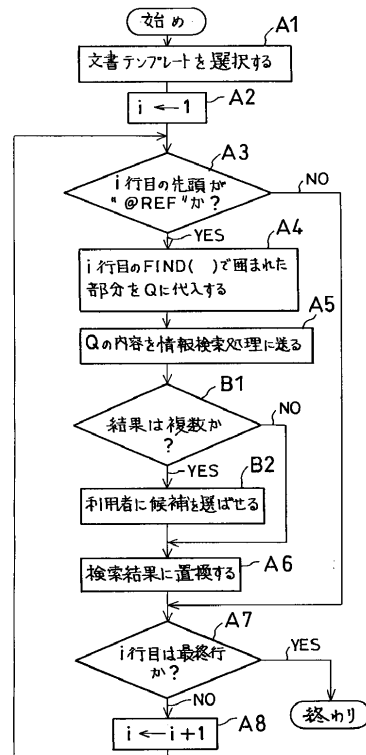 始め
A1
文書テンプレートを選択する
A2
i ← 1
A3
i行目の先頭が
"@REF"か?
NO
YES
A4
i行目のFIND( )で囲まれた
部分をQに代入する
A5
Qの内容を情報検索処理に送る
B1
結果は複数か
?
NO
YES
B2
利用者に候補を選ばせる
A6
検索結果に置換する
A7
i行目は最終行
か?
YES
NO
終わり
A8
i ← i+1